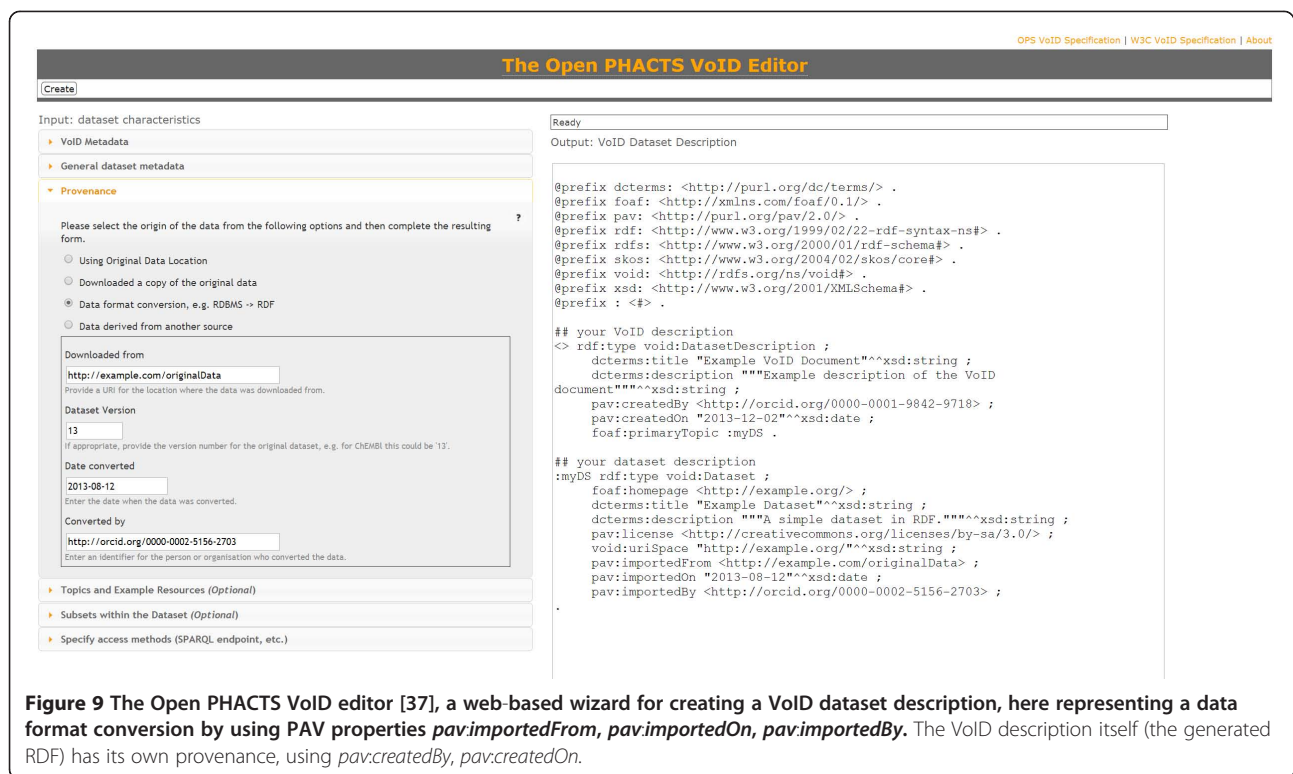 OPS VoID Specification | W3C VoID Specification | About
The Open PHACTS VoID Editor
Create
Input: dataset characteristics
VoID Metadata
General dataset metadata
Provenance
?
Please select the origin of the data from the following options and then complete the resulting
form.
Using Original Data Location
Downloaded a copy of the original data
Data format conversion, e.g. RDBMS -> RDF
Data derived from another source
Downloaded from
http://example.com/originalData
Provide a URI for the location where the data was downloaded from.
Dataset Version
13
If appropriate, provide the version number for the original dataset, e.g. for ChEMBl this could be '13'.
Date converted
2013-08-12
Enter the date when the data was converted.
Converted by
http://orcid.org/0000-0002-5156-2703
Enter an identifier for the person or organisation who converted the data.
Topics and Example Resources (Optional)
Subsets within the Dataset (Optional)
Specify access methods (SPARQL endpoint, etc.)
Ready
Output: VoID Dataset Description
@prefix dcterms: <http://purl.org/dc/terms/> .
@prefix foaf: <http://xmlns.com/foaf/0.1/> .
@prefix pav: <http://purl.org/pav/2.0/> .
@prefix rdf: <http://www.w3.org/1999/02/22-rdf-syntax-ns#> .
@prefix rdfs: <http://www.w3.org/2000/01/rdf-schema#> .
@prefix skos: <http://www.w3.org/2004/02/skos/core#> .
@prefix void: <http://rdfs.org/ns/void#> .
@prefix xsd: <http://www.w3.org/2001/XMLSchema#> .
@prefix : <#> .
## your VoID description
<> rdf:type void:DatasetDescription ;
dcterms:title "Example VoID Document"^^xsd:string ;
dcterms:description """Example description of the VoID
document"""^^xsd:string ;
pav:createdBy <http://orcid.org/0000-0001-9842-9718> ;
pav:createdOn "2013-12-02"^^xsd:date ;
foaf:primaryTopic :myDS .
## your dataset description
:myDS rdf:type void:Dataset ;
foaf:homepage <http://example.org/> ;
dcterms:title "Example Dataset"^^xsd:string ;
dcterms:description """A simple dataset in RDF."""^^xsd:string ;
pav:license <http://creativecommons.org/licenses/by-sa/3.0/> ;
void:uriSpace "http://example.org/"^^xsd:string ;
pav:importedFrom <http://example.com/originalData> ;
pav:importedOn "2013-08-12"^^xsd:date ;
pav:importedBy <http://orcid.org/0000-0002-5156-2703> ;
.
Figure 9 The Open PHACTS VoID editor [37], a web-based wizard for creating a VoID dataset description, here representing a data
format conversion by using PAV properties pav:importedFrom, pav:importedOn, pav:importedBy. The VoID description itself (the generated
RDF) has its own provenance, using pav:createdBy, pav:createdOn.